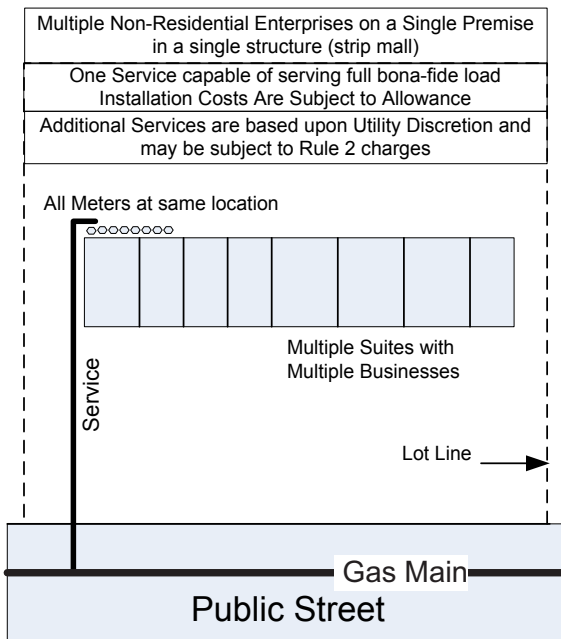 Multiple Non-Residential Enterprises on a Single Premise
in a single structure (strip mall)
One Service capable of serving full bona-fide load
Installation Costs Are Subject to Allowance
Additional Services are based upon Utility Discretion and
may be subject to Rule 2 charges
All Meters at same location
Multiple Suites with
Multiple Businesses
Service
Lot Line
Gas Main
Public Street